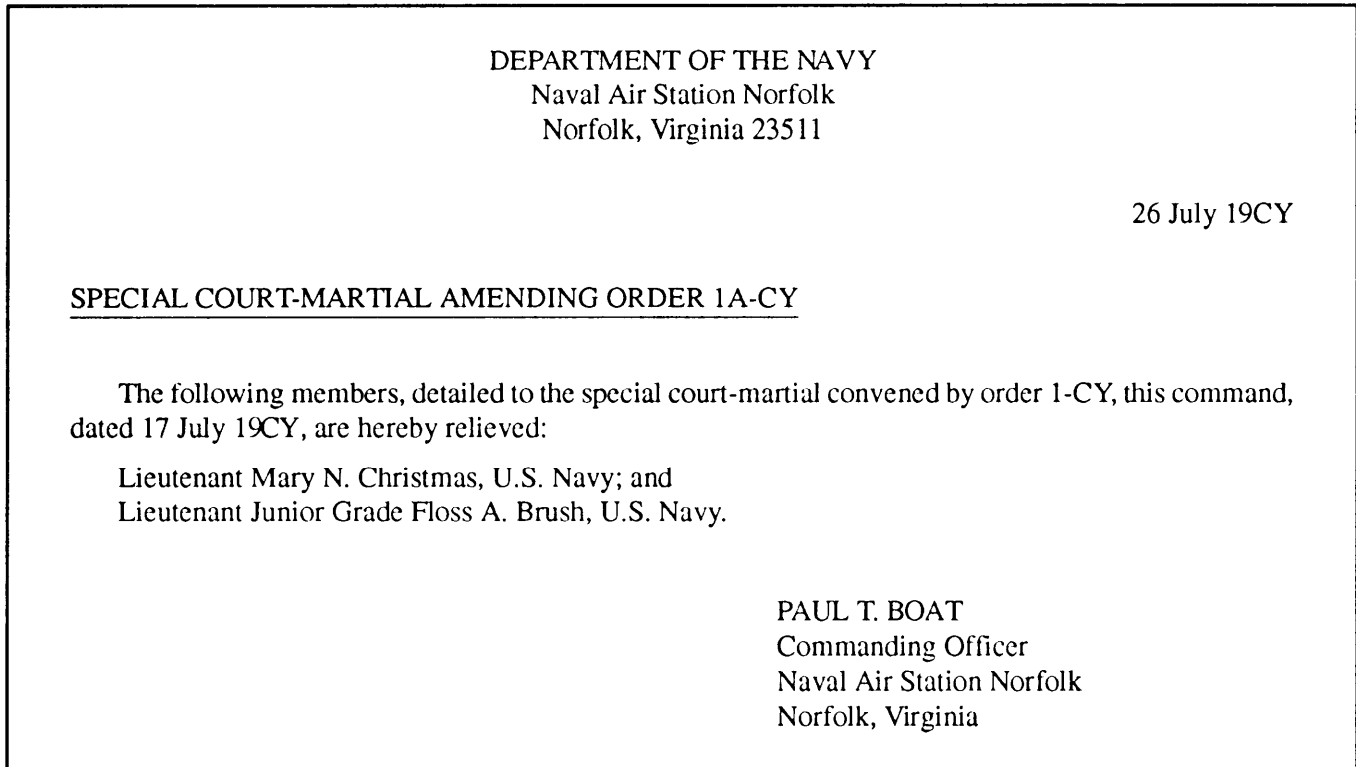 DEPARTMENT OF THE NAVY
Naval Air Station Norfolk
Norfolk, Virginia 23511
26 July 19CY
SPECIAL COURT-MARTIAL AMENDING ORDER 1A-CY
The following members, detailed to the special court-martial convened by order 1-CY, this command,
dated 17 July 19CY, are hereby relieved:
Lieutenant Mary N. Christmas, U.S. Navy; and
Lieutenant Junior Grade Floss A. Brush, U.S. Navy.
PAUL T. BOAT
Commanding Officer
Naval Air Station Norfolk
Norfolk, Virginia